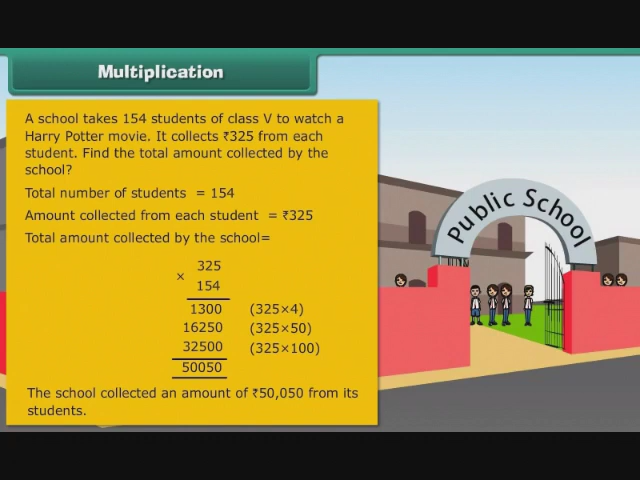 Multiplication
A school takes 154 students of class V to watch a
Harry Potter movie. It collects ₹325 from each
student. Find the total amount collected by the
school?
Total number of students = 154
Amount collected from each student = ₹325
Total amount collected by the school=
325
× 154
1300 (325×4)
16250 (325×50)
32500 (325×100)
50050
The school collected an amount of ₹50,050 from its
students.
Public School